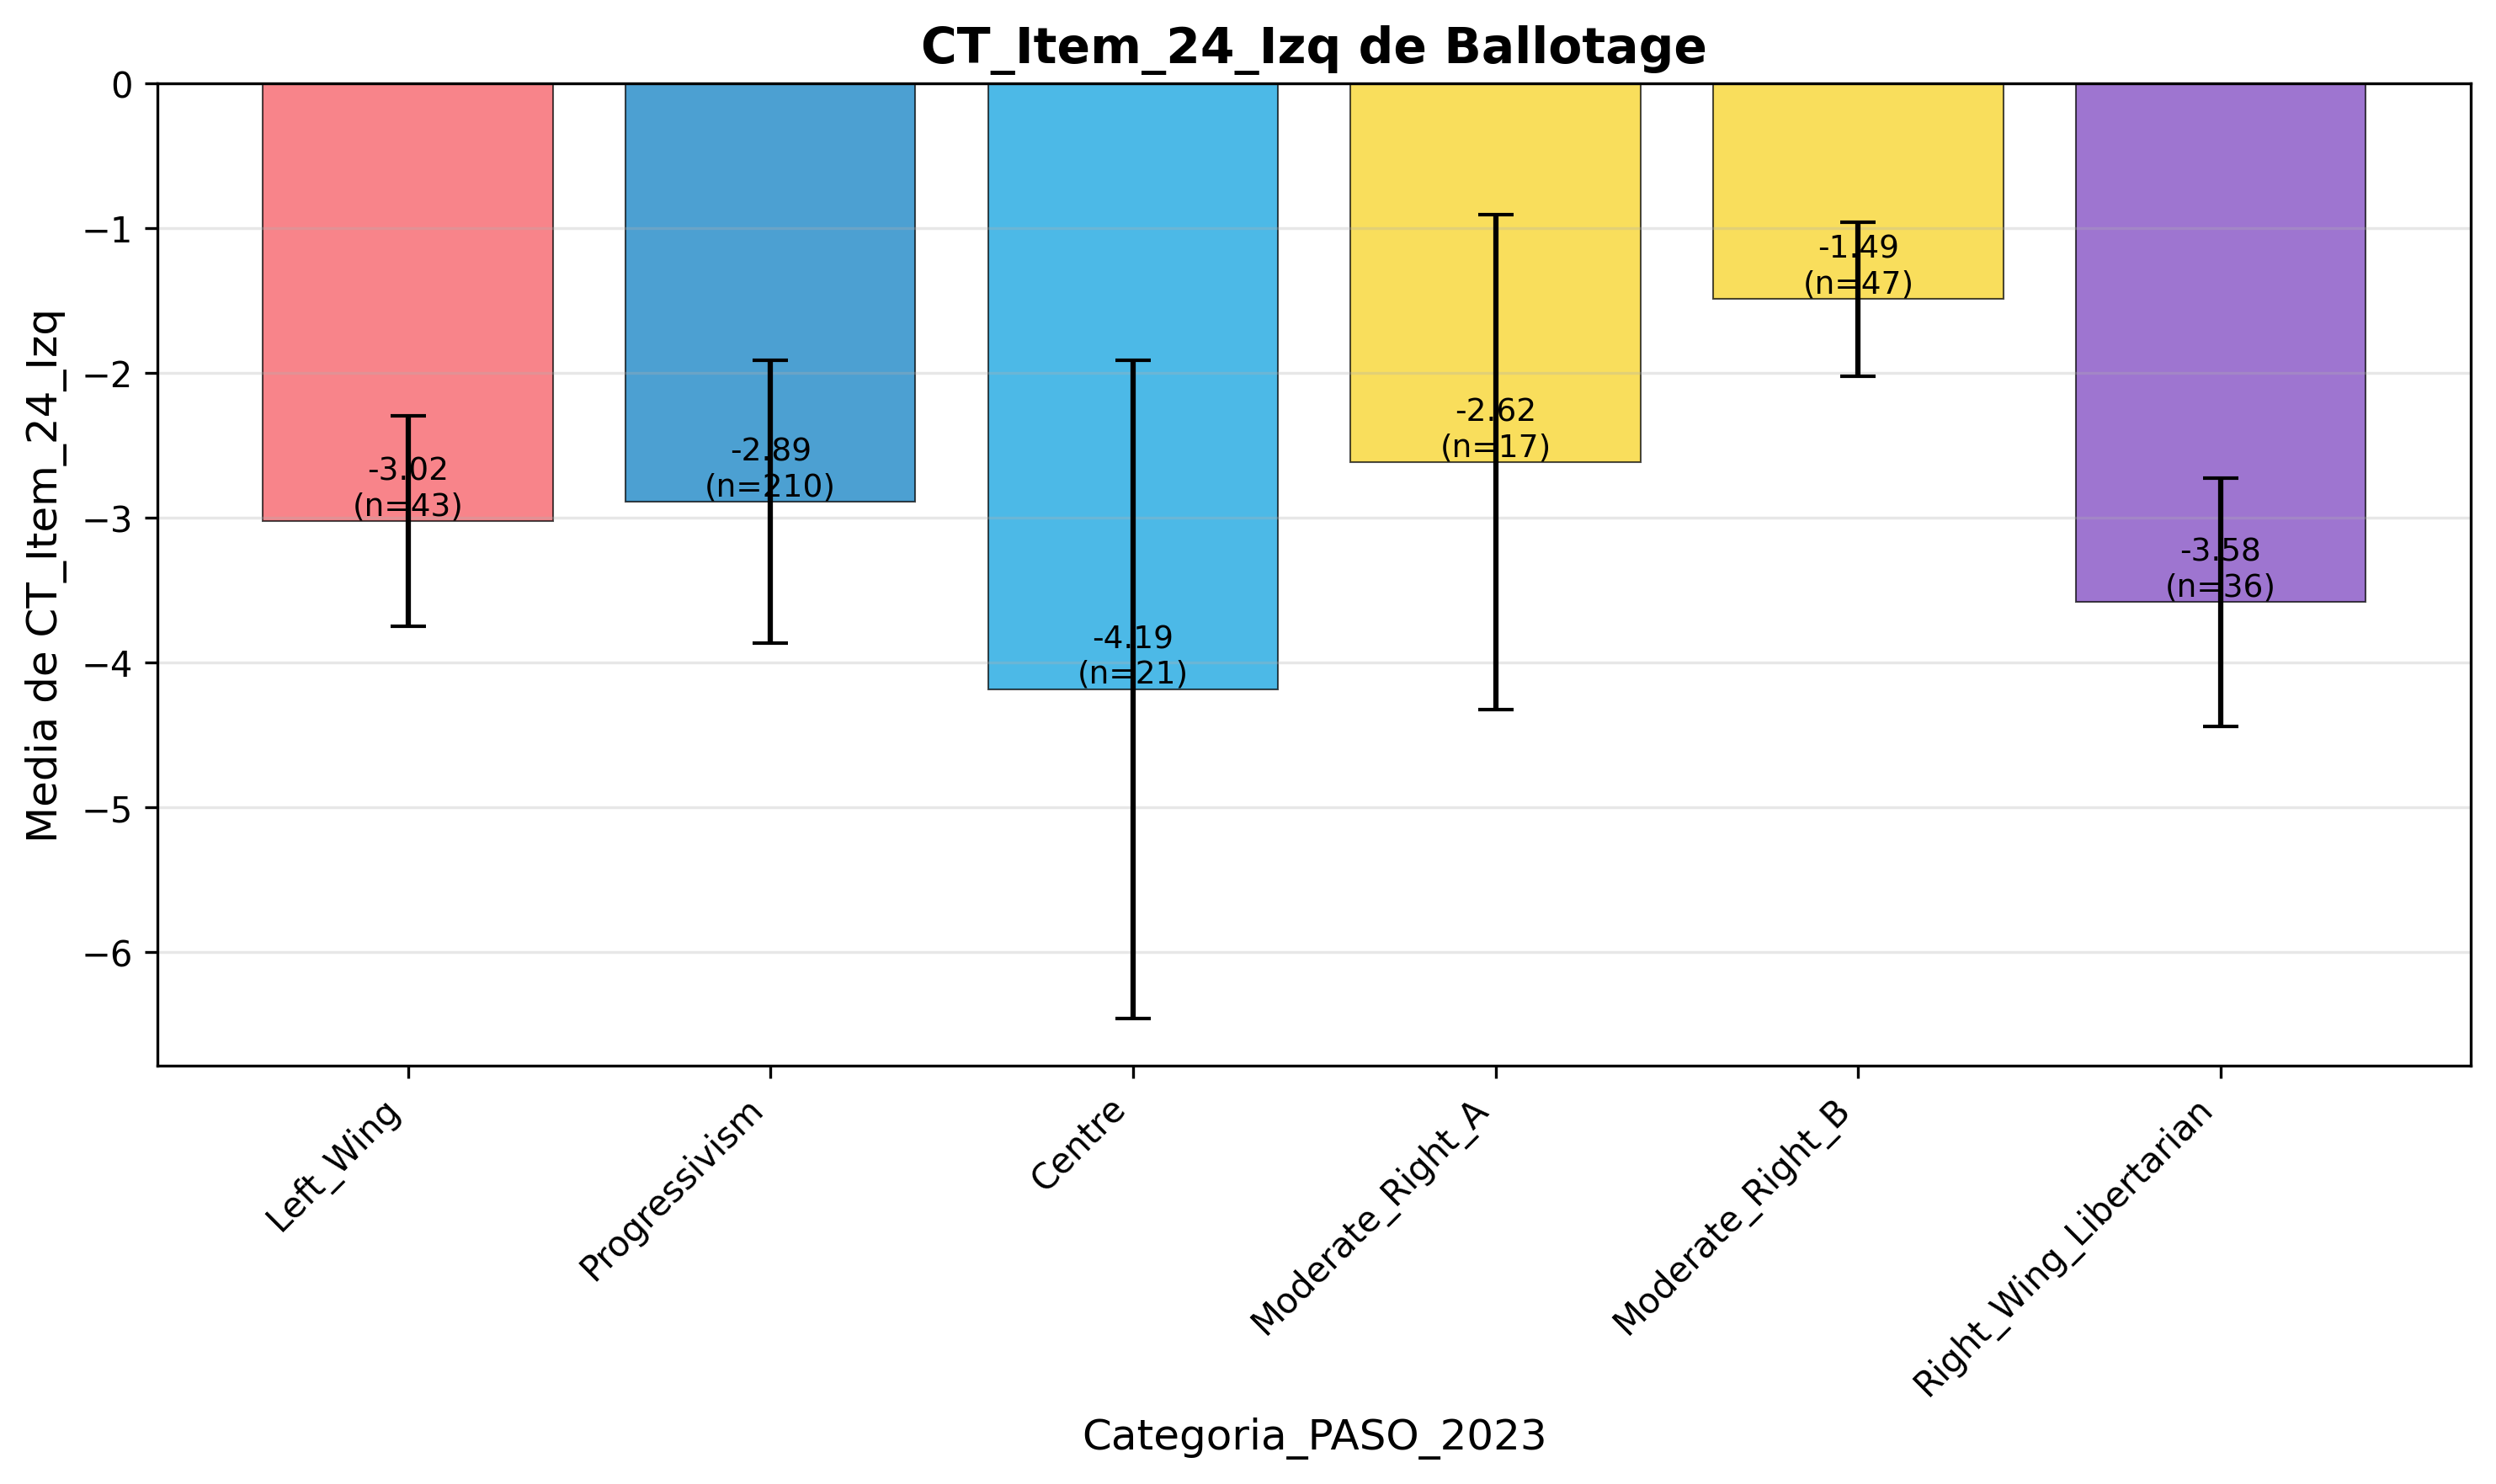 CT_Item_24_Izq de Ballotage
Media de CT_Item_24_Izq
0
−1
−2
−3
−4
−5
−6
-3.02
(n=43)
-2.89
(n=210)
-4.19
(n=21)
-2.62
(n=17)
-1.49
(n=47)
-3.58
(n=36)
Left_Wing
Progressivism
Centre
Moderate_Right_A
Moderate_Right_B
Right_Wing_Libertarian
Categoria_PASO_2023